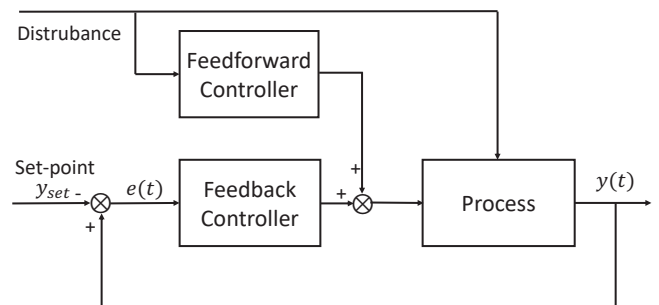 Distrubance
Feedforward
Controller
+
Set-point
y_set -
e(t)
Feedback
Controller
+
Process
y(t)
+